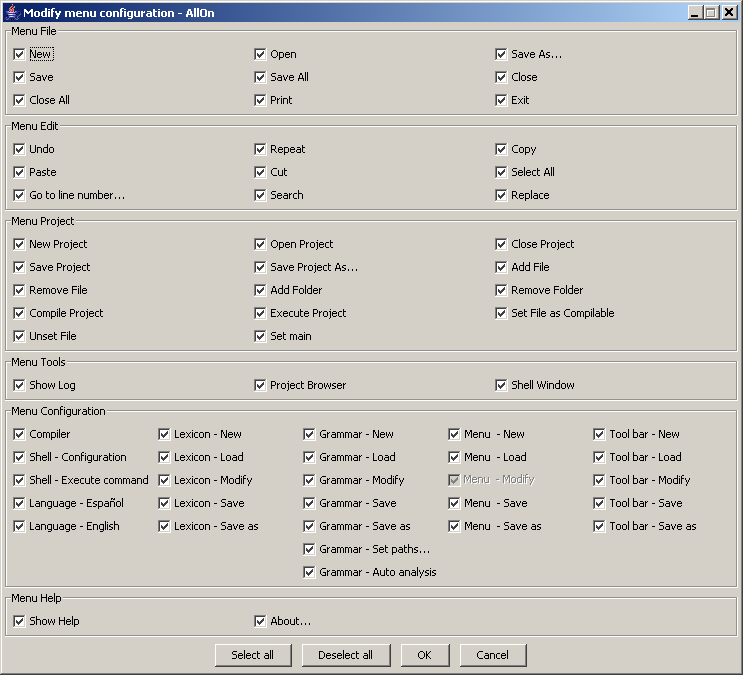 Modify menu configuration - AllOn
Menu File
New Open Save As...
Save Save All Close
Close All Print Exit
Menu Edit
Undo Repeat Copy
Paste Cut Select All
Go to line number... Search Replace
Menu Project
New Project Open Project Close Project
Save Project Save Project As... Add File
Remove File Add Folder Remove Folder
Compile Project Execute Project Set File as Compilable
Unset File Set main
Menu Tools
Show Log Project Browser Shell Window
Menu Configuration
Compiler Lexicon - New Grammar - New Menu - New Tool bar - New
Shell - Configuration Lexicon - Load Grammar - Load Menu - Load Tool bar - Load
Shell - Execute command Lexicon - Modify Grammar - Modify Menu - Modify Tool bar - Modify
Language - Español Lexicon - Save Grammar - Save Menu - Save Tool bar - Save
Language - English Lexicon - Save as Grammar - Save as Menu - Save as Tool bar - Save as
Grammar - Set paths...
Grammar - Auto analysis
Menu Help
Show Help About...
Select all Deselect all OK Cancel